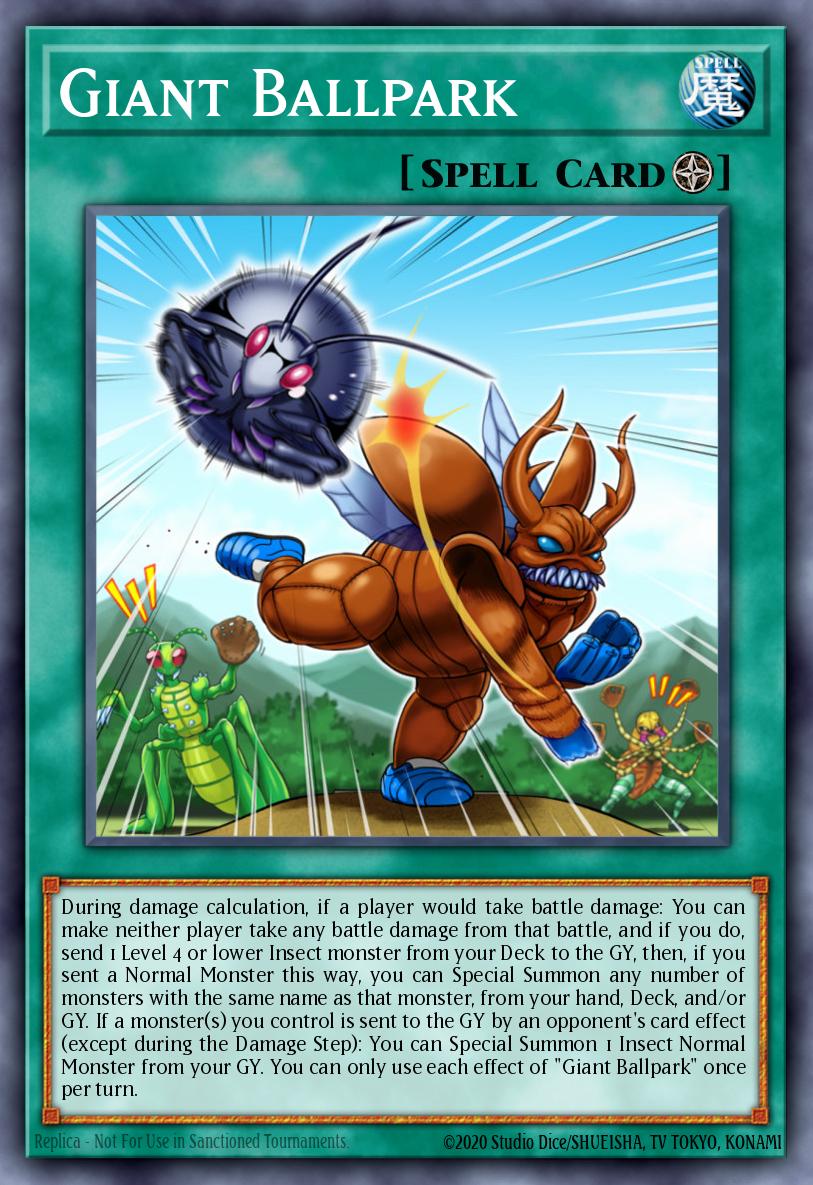 Giant Ballpark
SPELL
魔
[Spell Card]
During damage calculation, if a player would take battle damage: You can
make neither player take any battle damage from that battle, and if you do,
send 1 Level 4 or lower Insect monster from your Deck to the GY, then, if you
sent a Normal Monster this way, you can Special Summon any number of
monsters with the same name as that monster, from your hand, Deck, and/or
GY. If a monster(s) you control is sent to the GY by an opponent's card effect
(except during the Damage Step): You can Special Summon 1 Insect Normal
Monster from your GY. You can only use each effect of "Giant Ballpark" once
per turn.
Replica - Not For Use in Sanctioned Tournaments.
©2020 Studio Dice/SHUEISHA, TV TOKYO, KONAMI